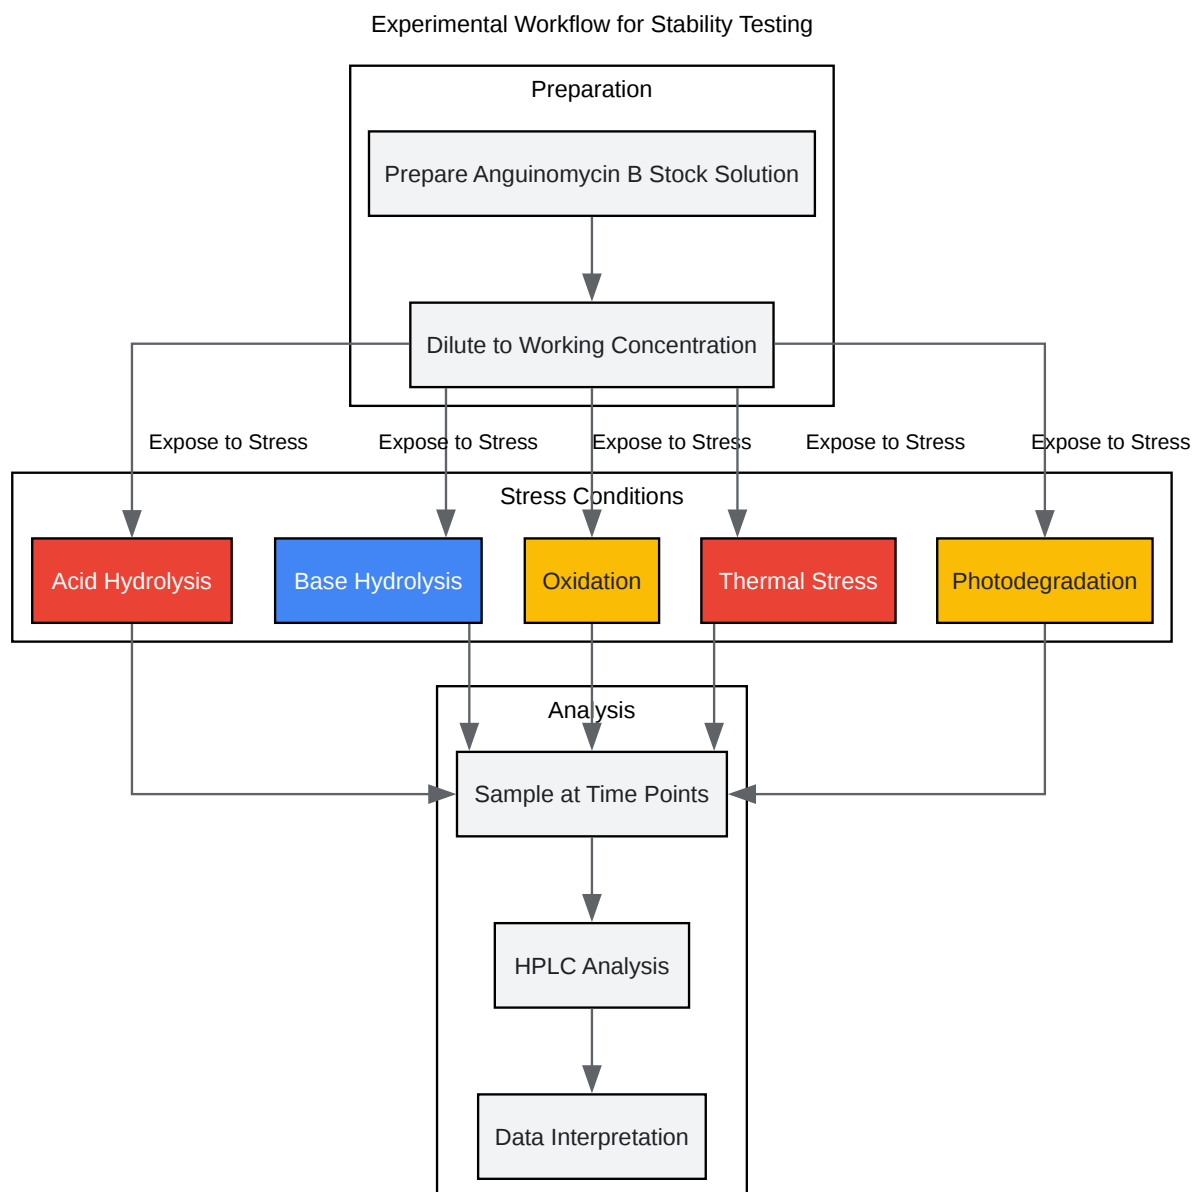 Experimental Workflow for Stability Testing
Preparation
Prepare Anguinomycin B Stock Solution
Dilute to Working Concentration
Expose to Stress
Expose to Stress
Expose to Stress
Expose to Stress
Expose to Stress
Stress Conditions
Acid Hydrolysis
Base Hydrolysis
Oxidation
Thermal Stress
Photodegradation
Analysis
Sample at Time Points
HPLC Analysis
Data Interpretation